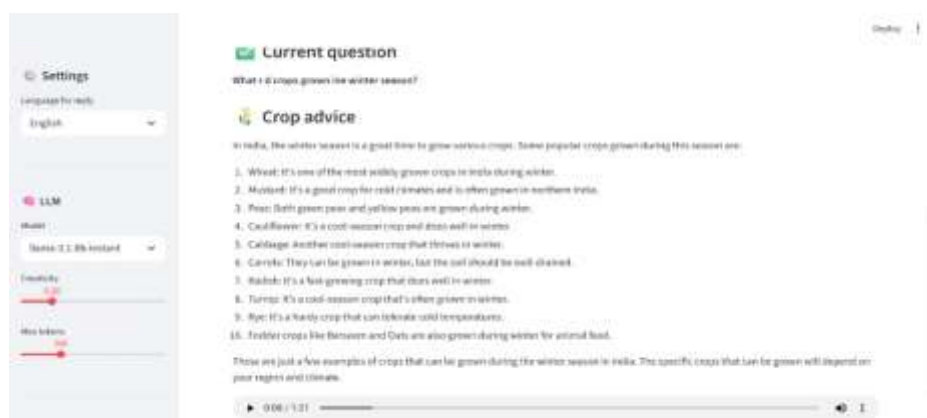 Deploy
Settings
Language for reply
English
LLM
Model
llama-3.1-8b-instant
Creativity
Max tokens
Current question
What crops grown winter season?
Crop advice
In India, the winter season is a great time to grow various crops. Some popular crops grown during this season are:
1. Wheat: It's one of the most widely grown crops in India during winter.
2. Mustard: It's a good crop for cold climates and is often grown in northern India.
3. Peas: Both green peas and yellow peas are grown during winter.
4. Cauliflower: It's a cool-season crop and does well in winter.
5. Cabbage: Another cool-season crop that thrives in winter.
6. Carrots: They can be grown in winter, but the soil should be well-drained.
7. Radish: It's a fast-growing crop that does well in winter.
8. Turnip: It's a cool-season crop that's often grown in winter.
9. Rye: It's a hardy crop that can tolerate cold temperatures.
10. Fodder crops like Berseem and Oats are also grown during winter for animal feed.
These are just a few examples of crops that can be grown during the winter season in India. The specific crops that can be grown will depend on
your region and climate.
/ 1:21